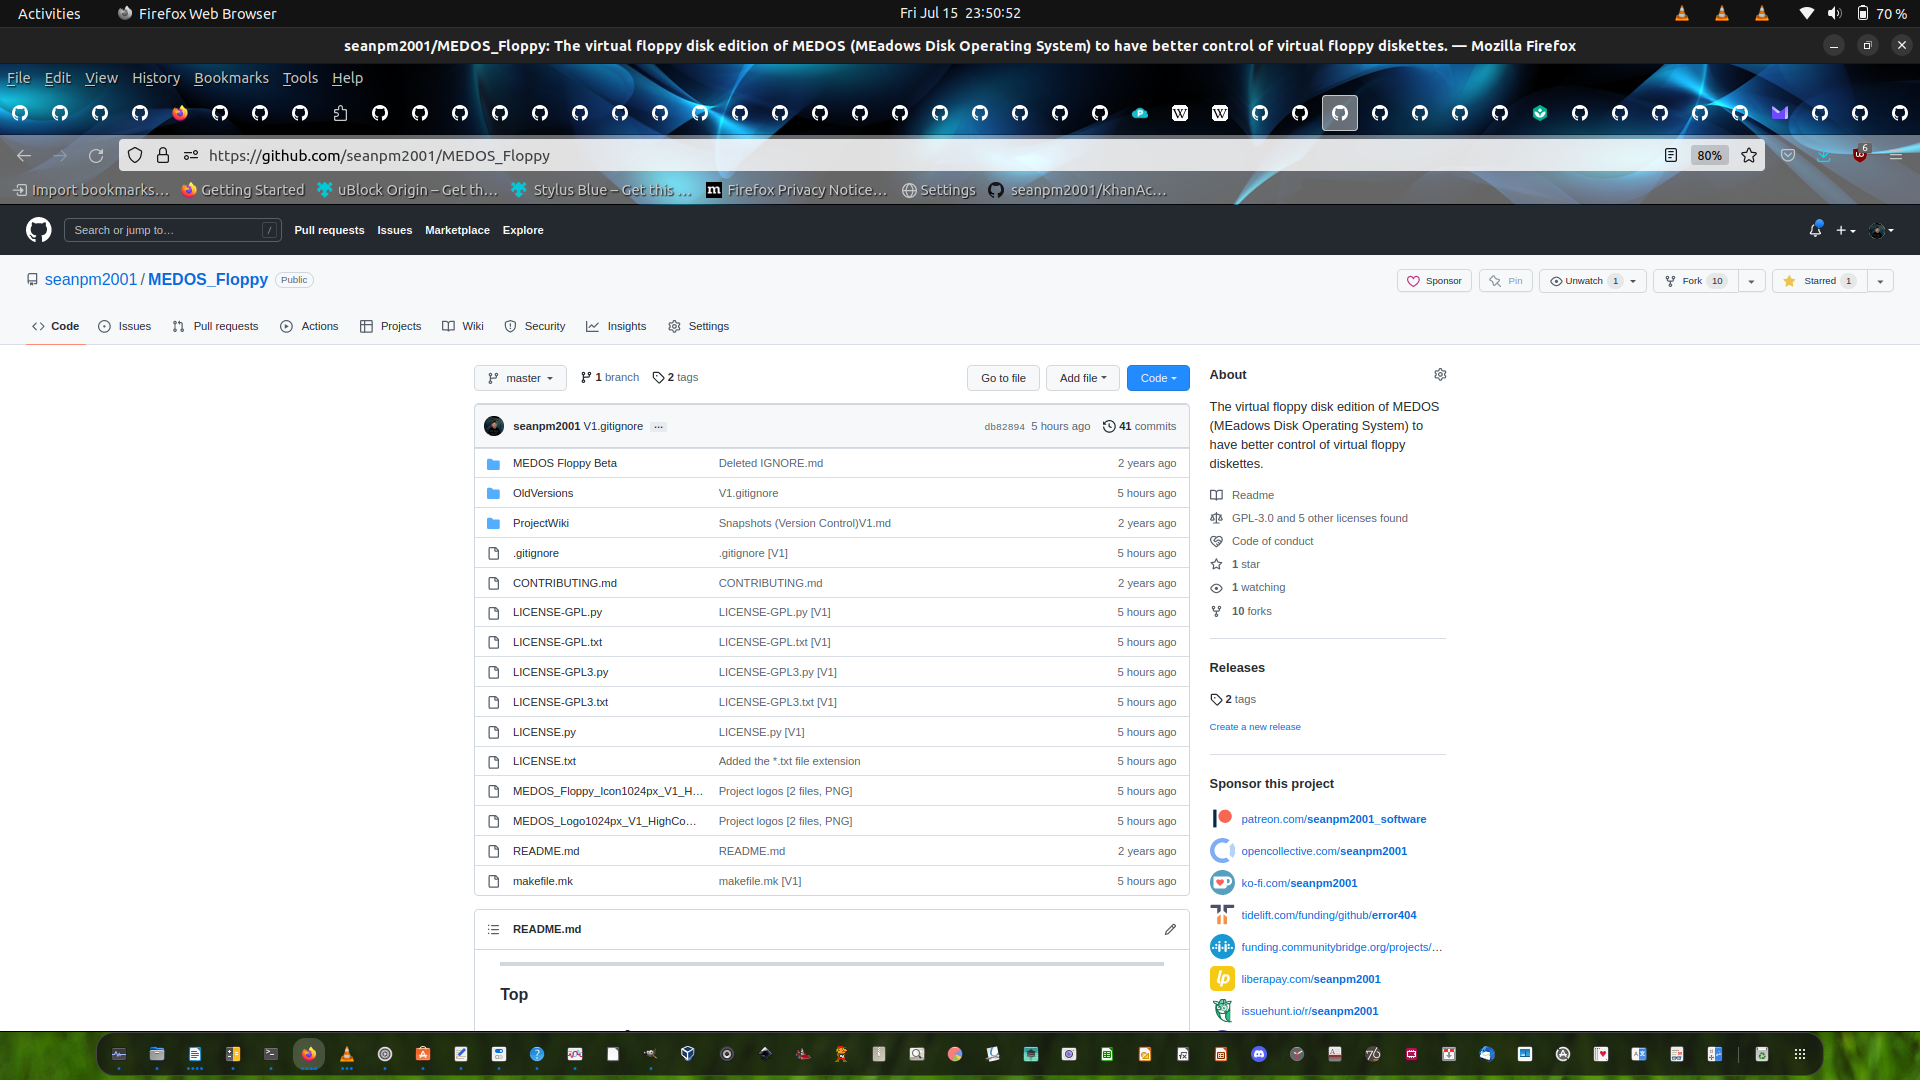 Activities
Firefox Web Browser
Fri Jul 15 23:50:52
70 %
seanpm2001/MEDOS_Floppy: The virtual floppy disk edition of MEDOS (MEadows Disk Operating System) to have better control of virtual floppy diskettes. — Mozilla Firefox
File Edit View History Bookmarks Tools Help
https://github.com/seanpm2001/MEDOS_Floppy
80%
6
Import bookmarks…
Getting Started
uBlock Origin – Get th…
Stylus Blue – Get this …
Firefox Privacy Notice…
Settings
seanpm2001/KhanAc…
Search or jump to…
/
Pull requests Issues Marketplace Explore
seanpm2001 / MEDOS_Floppy Public
Sponsor
Pin
Unwatch 1
Fork 10
Starred 1
Code
Issues
Pull requests
Actions
Projects
Wiki
Security
Insights
Settings
master
1 branch
2 tags
Go to file
Add file
Code
seanpm2001 V1.gitignore ...
db82894 5 hours ago 41 commits
MEDOS Floppy Beta Deleted IGNORE.md 2 years ago
OldVersions V1.gitignore 5 hours ago
ProjectWiki Snapshots (Version Control)V1.md 2 years ago
.gitignore .gitignore [V1] 5 hours ago
CONTRIBUTING.md CONTRIBUTING.md 2 years ago
LICENSE-GPL.py LICENSE-GPL.py [V1] 5 hours ago
LICENSE-GPL.txt LICENSE-GPL.txt [V1] 5 hours ago
LICENSE-GPL3.py LICENSE-GPL3.py [V1] 5 hours ago
LICENSE-GPL3.txt LICENSE-GPL3.txt [V1] 5 hours ago
LICENSE.py LICENSE.py [V1] 5 hours ago
LICENSE.txt Added the *.txt file extension 5 hours ago
MEDOS_Floppy_Icon1024px_V1_H… Project logos [2 files, PNG] 5 hours ago
MEDOS_Logo1024px_V1_HighCo… Project logos [2 files, PNG] 5 hours ago
README.md README.md 2 years ago
makefile.mk makefile.mk [V1] 5 hours ago
README.md
Top
About
The virtual floppy disk edition of MEDOS
(MEadows Disk Operating System) to
have better control of virtual floppy
diskettes.
Readme
GPL-3.0 and 5 other licenses found
Code of conduct
1 star
1 watching
10 forks
Releases
2 tags
Create a new release
Sponsor this project
patreon.com/seanpm2001_software
opencollective.com/seanpm2001
ko-fi.com/seanpm2001
tidelift.com/funding/github/error404
funding.communitybridge.org/projects/…
liberapay.com/seanpm2001
issuehunt.io/r/seanpm2001